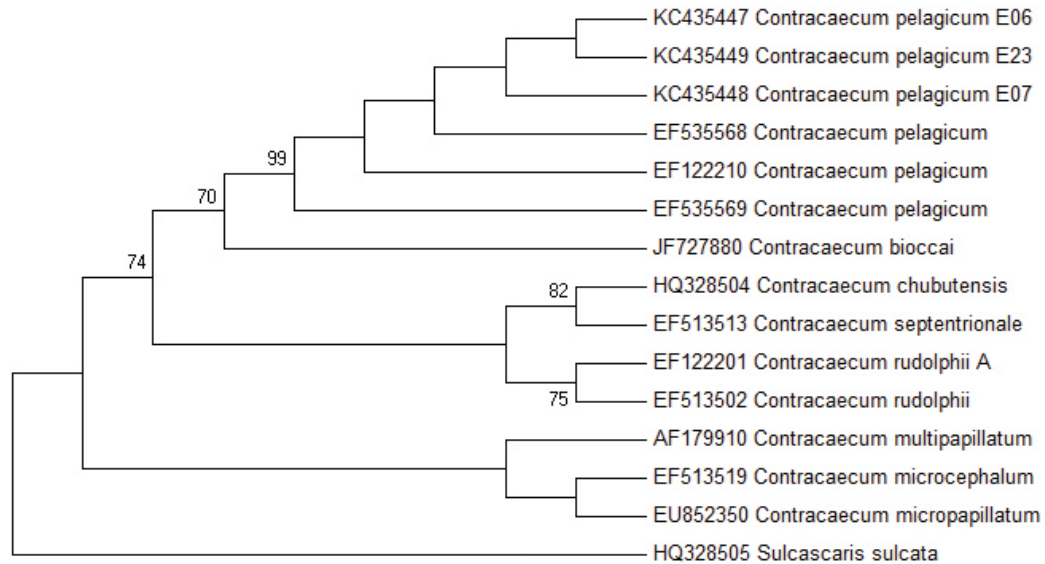 KC435447 Contracaecum pelagicum E06
KC435449 Contracaecum pelagicum E23
KC435448 Contracaecum pelagicum E07
EF535568 Contracaecum pelagicum
99
EF122210 Contracaecum pelagicum
70
EF535569 Contracaecum pelagicum
JF727880 Contracaecum bioccai
74
82
HQ328504 Contracaecum chubutensis
EF513513 Contracaecum septentrionale
EF122201 Contracaecum rudolphii A
75
EF513502 Contracaecum rudolphii
AF179910 Contracaecum multipapillatum
EF513519 Contracaecum microcephalum
EU852350 Contracaecum micropapillatum
HQ328505 Sulcascaris sulcata